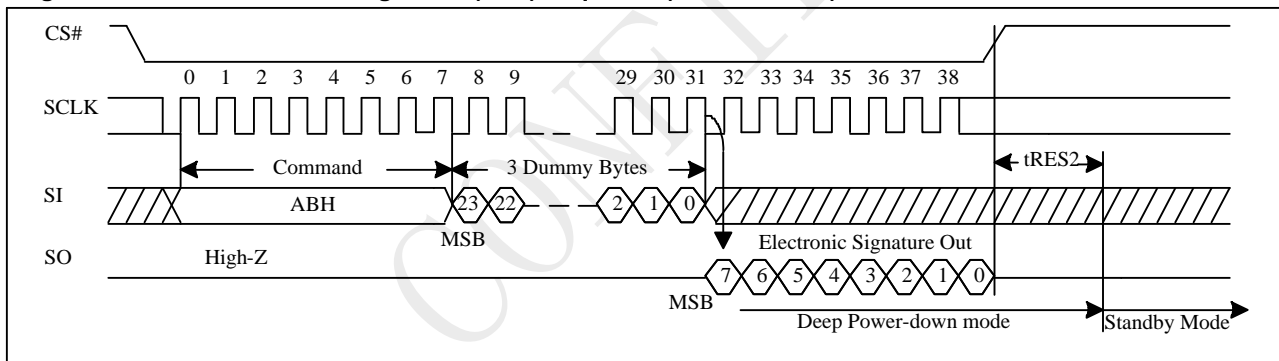 CS#
0 1 2 3 4 5 6 7 8 9 29 30 31 32 33 34 35 36 37 38
SCLK
Command 3 Dummy Bytes tRES2
SI ABH 23 22 2 1 0
MSB
Electronic Signature Out
SO High-Z
7 6 5 4 3 2 1 0
MSB
Deep Power-down mode Standby Mode